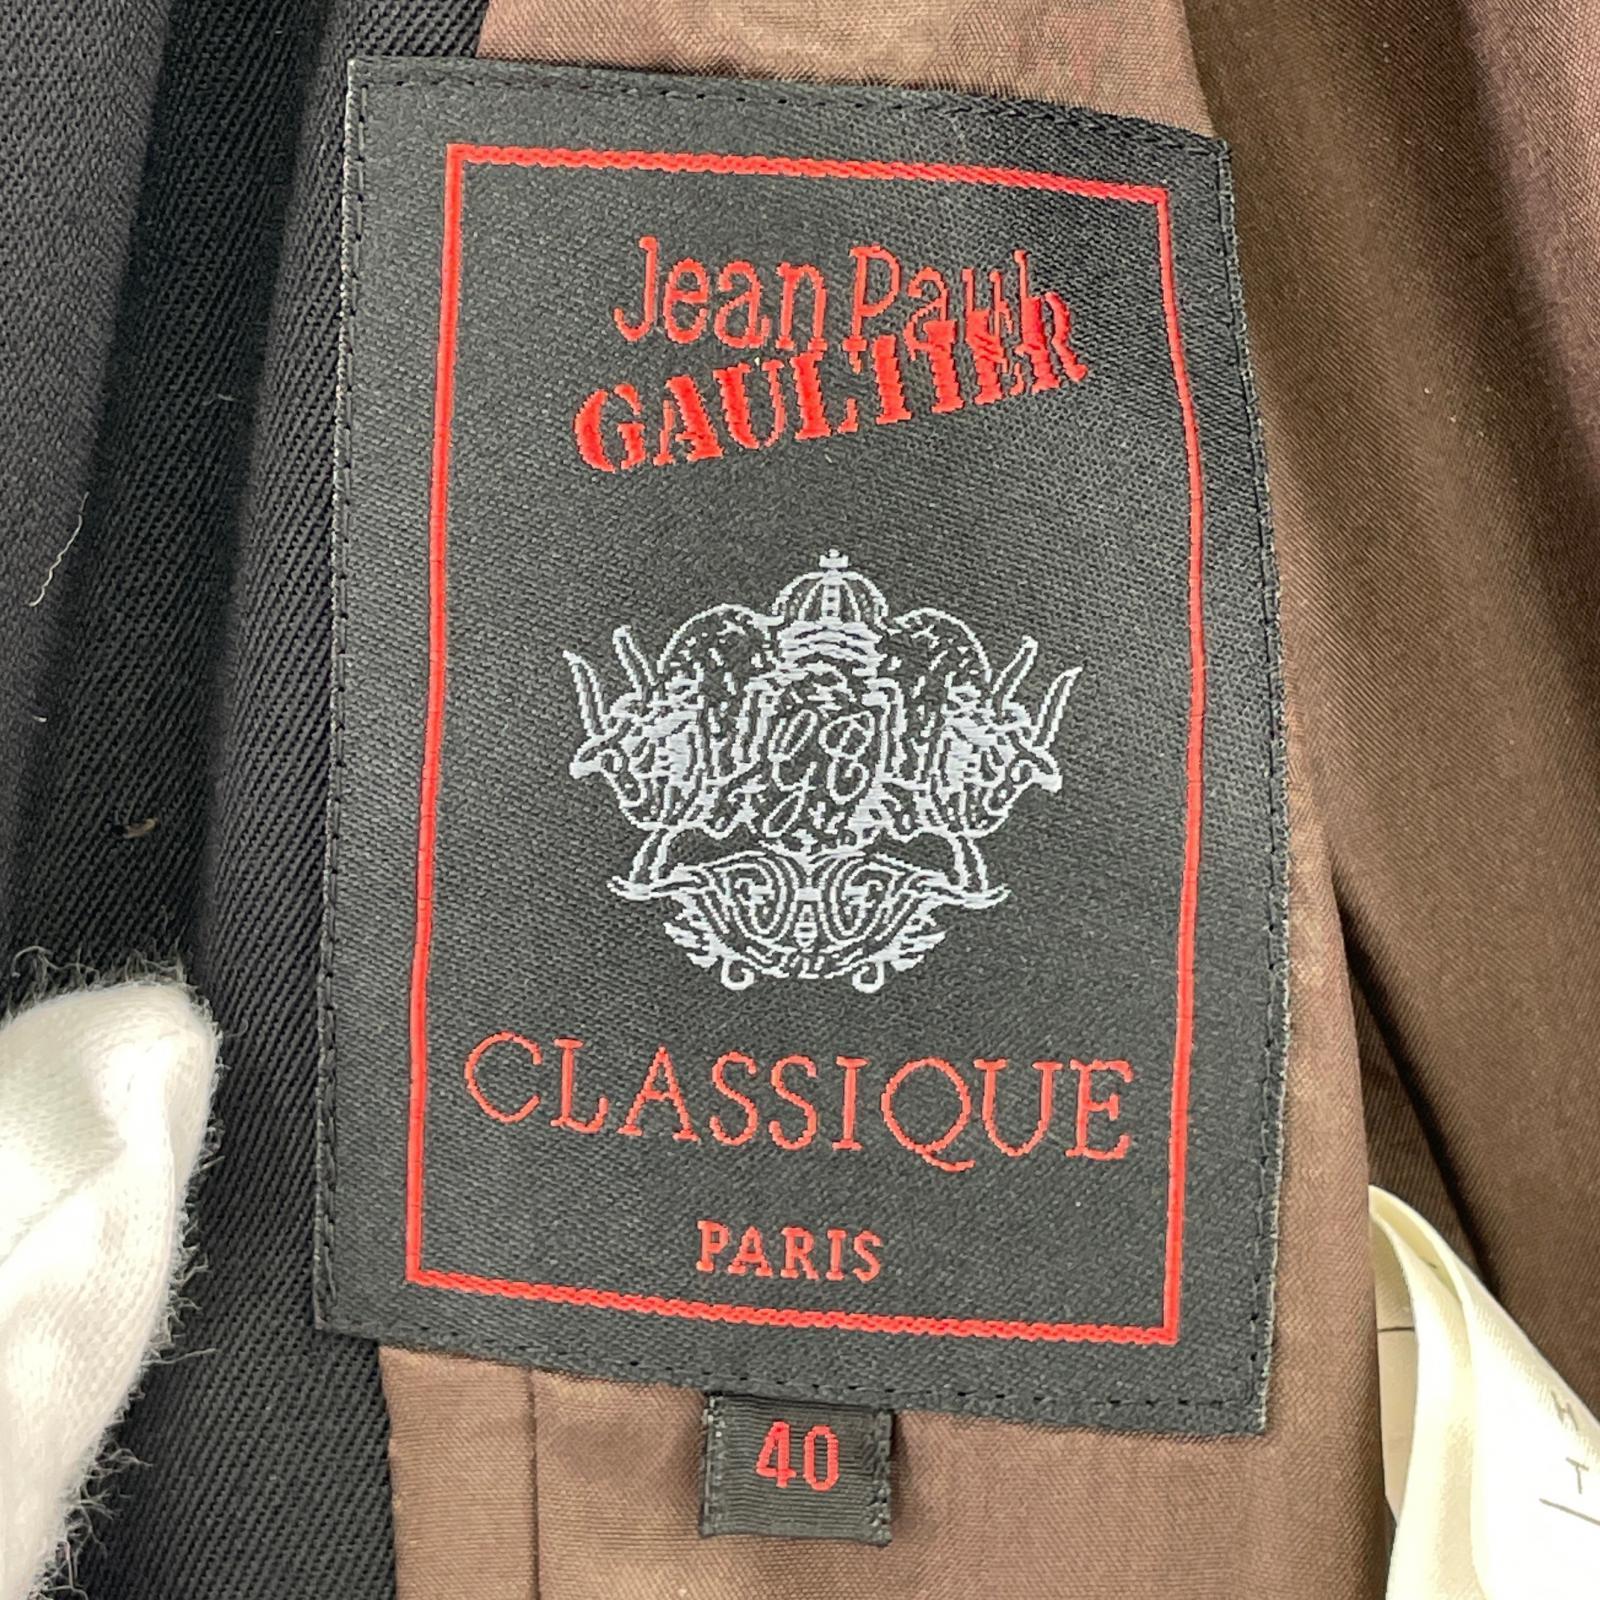 Jean Paul
GAULTIER
CLASSIQUE
PARIS
40